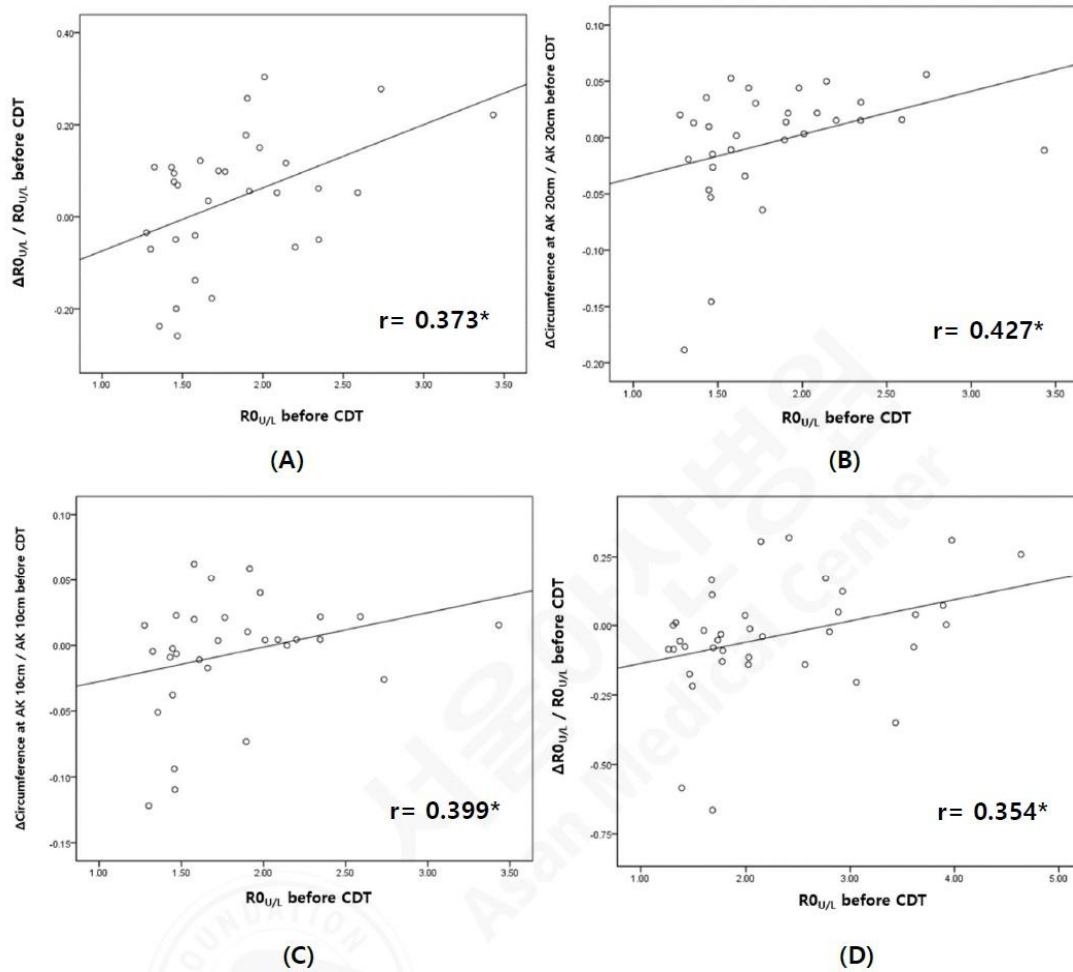 0.40
0.20
0.00
-0.20
ΔR0U/L / R0U/L before CDT
r= 0.373*
1.00 1.50 2.00 2.50 3.00 3.50
R0U/L before CDT
(A)
0.10
0.05
0.00
-0.05
-0.10
-0.15
-0.20
ΔCircumference at AK 20cm / AK 20cm before CDT
r= 0.427*
1.00 1.50 2.00 2.50 3.00 3.50
R0U/L before CDT
(B)
0.10
0.05
0.00
-0.05
-0.10
-0.15
ΔCircumference at AK 10cm / AK 10cm before CDT
r= 0.399*
1.00 1.50 2.00 2.50 3.00 3.50
R0U/L before CDT
(C)
0.25
0.00
-0.25
-0.50
-0.75
ΔR0U/L / R0U/L before CDT
r= 0.354*
1.00 2.00 3.00 4.00 5.00
R0U/L before CDT
(D)
서울아산병원
Asan Medical Center
FOUNDATION